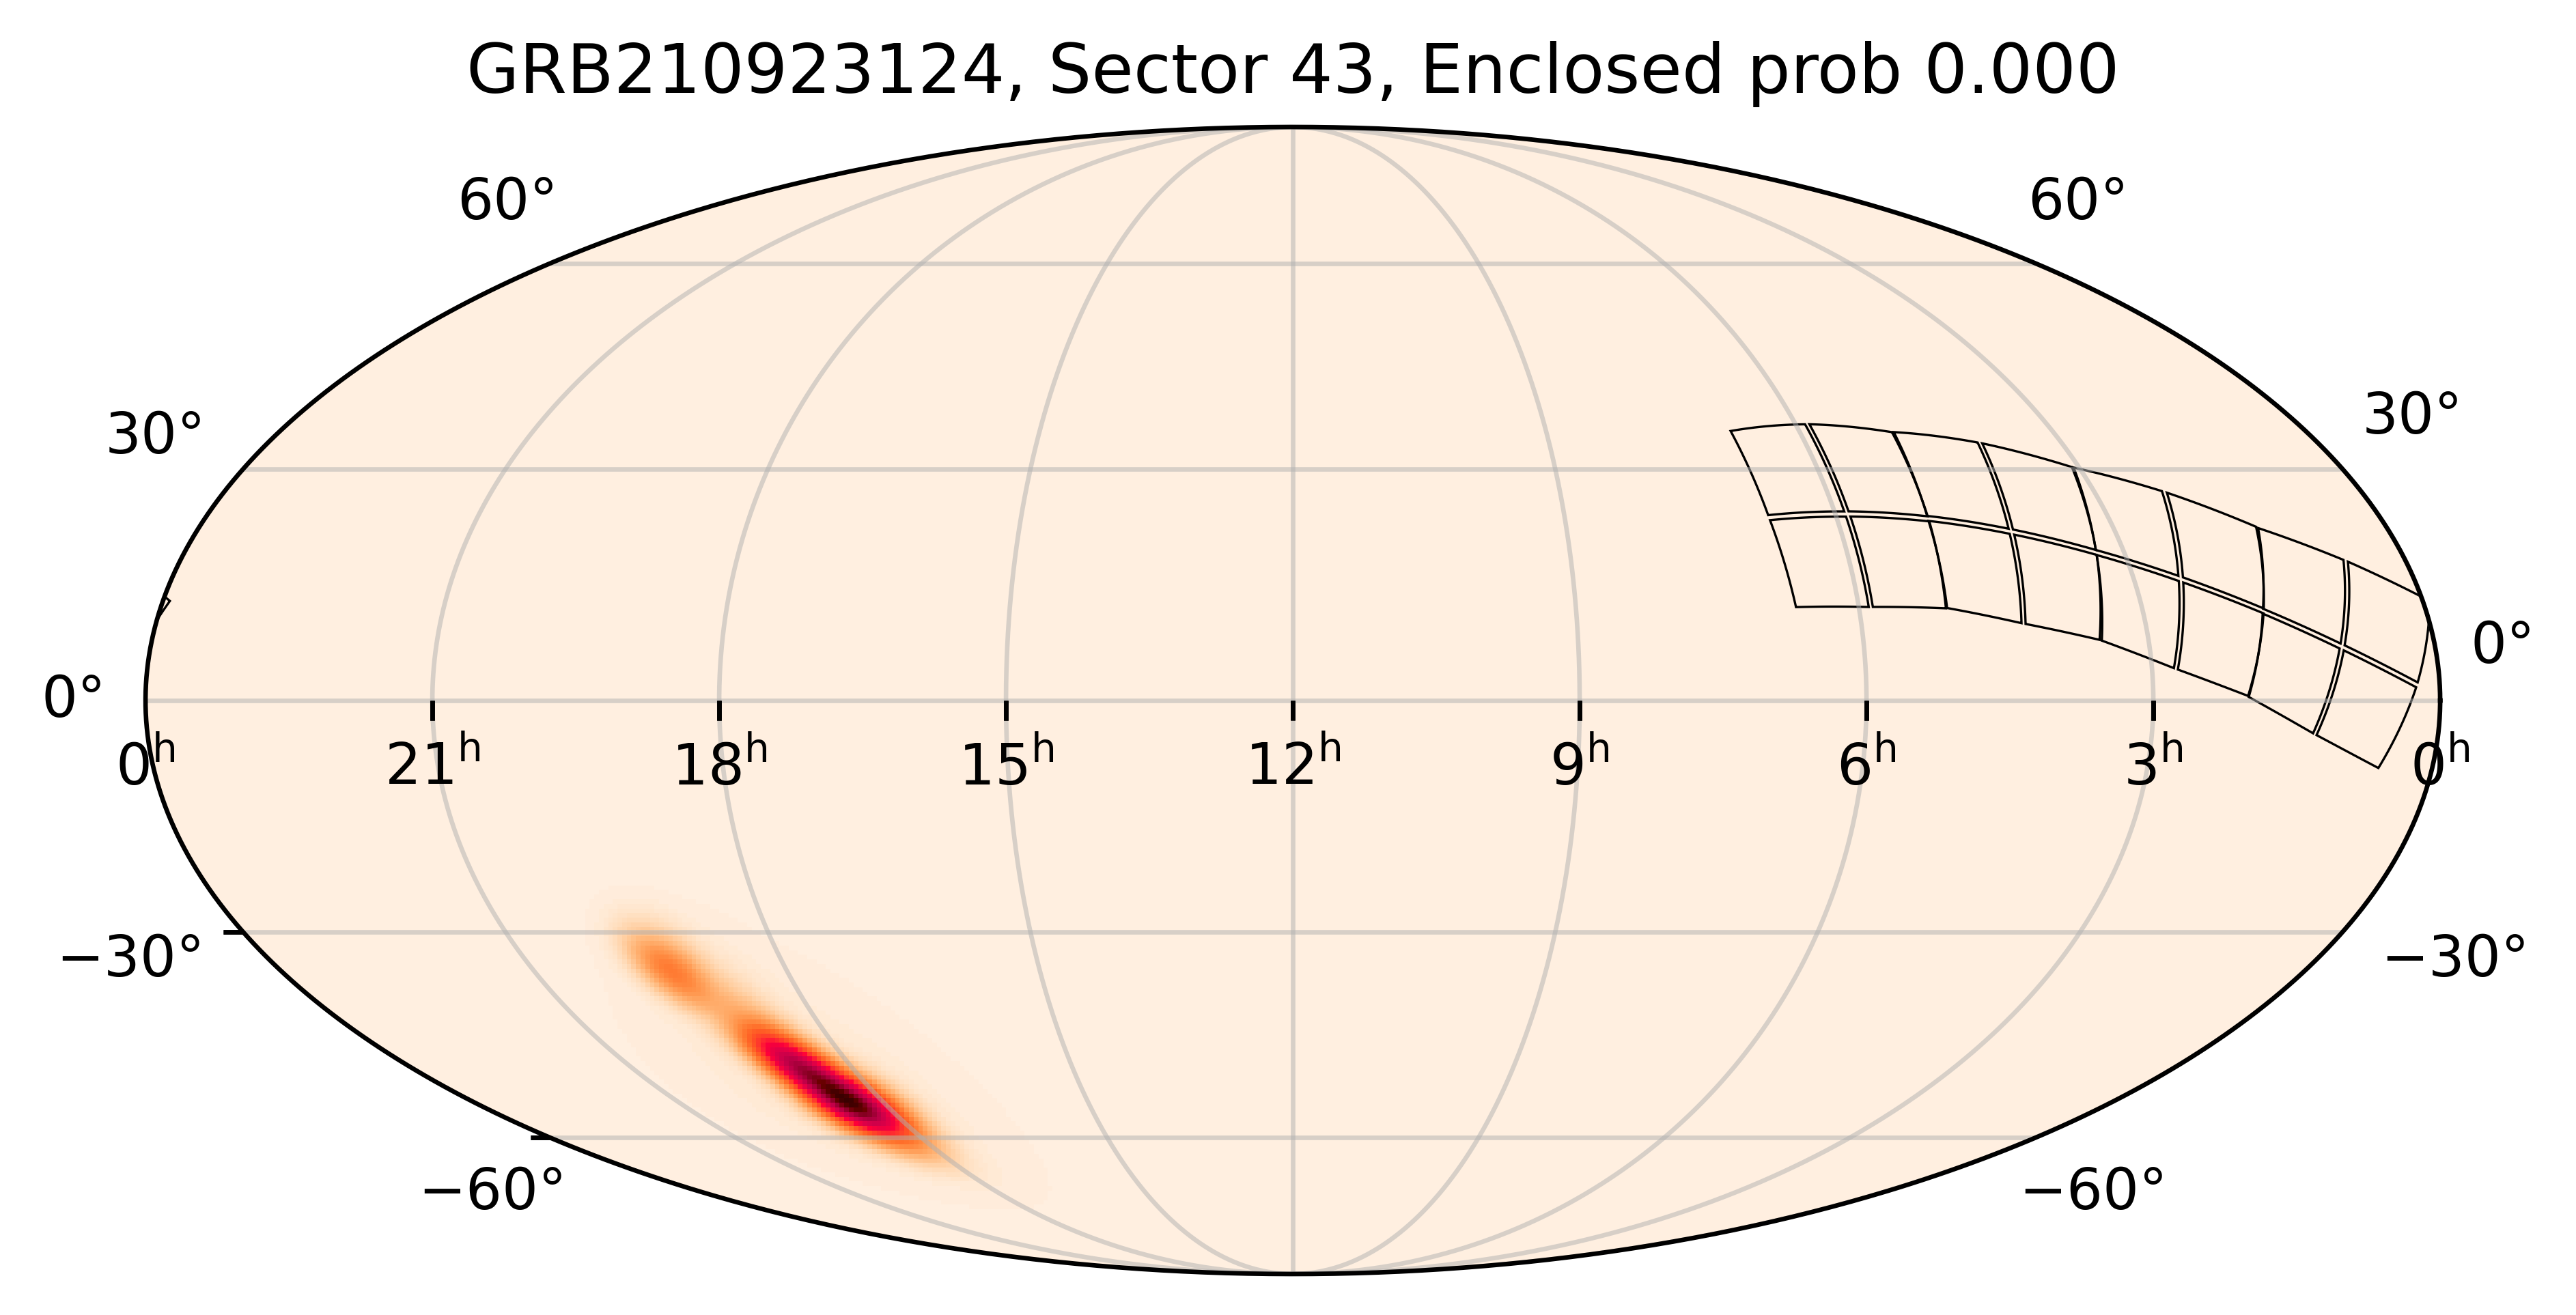 GRB210923124, Sector 43, Enclosed prob 0.000
60° 60°
30° 30°
0° 0°
0ʰ 21ʰ 18ʰ 15ʰ 12ʰ 9ʰ 6ʰ 3ʰ 0ʰ
−30° −30°
−60° −60°